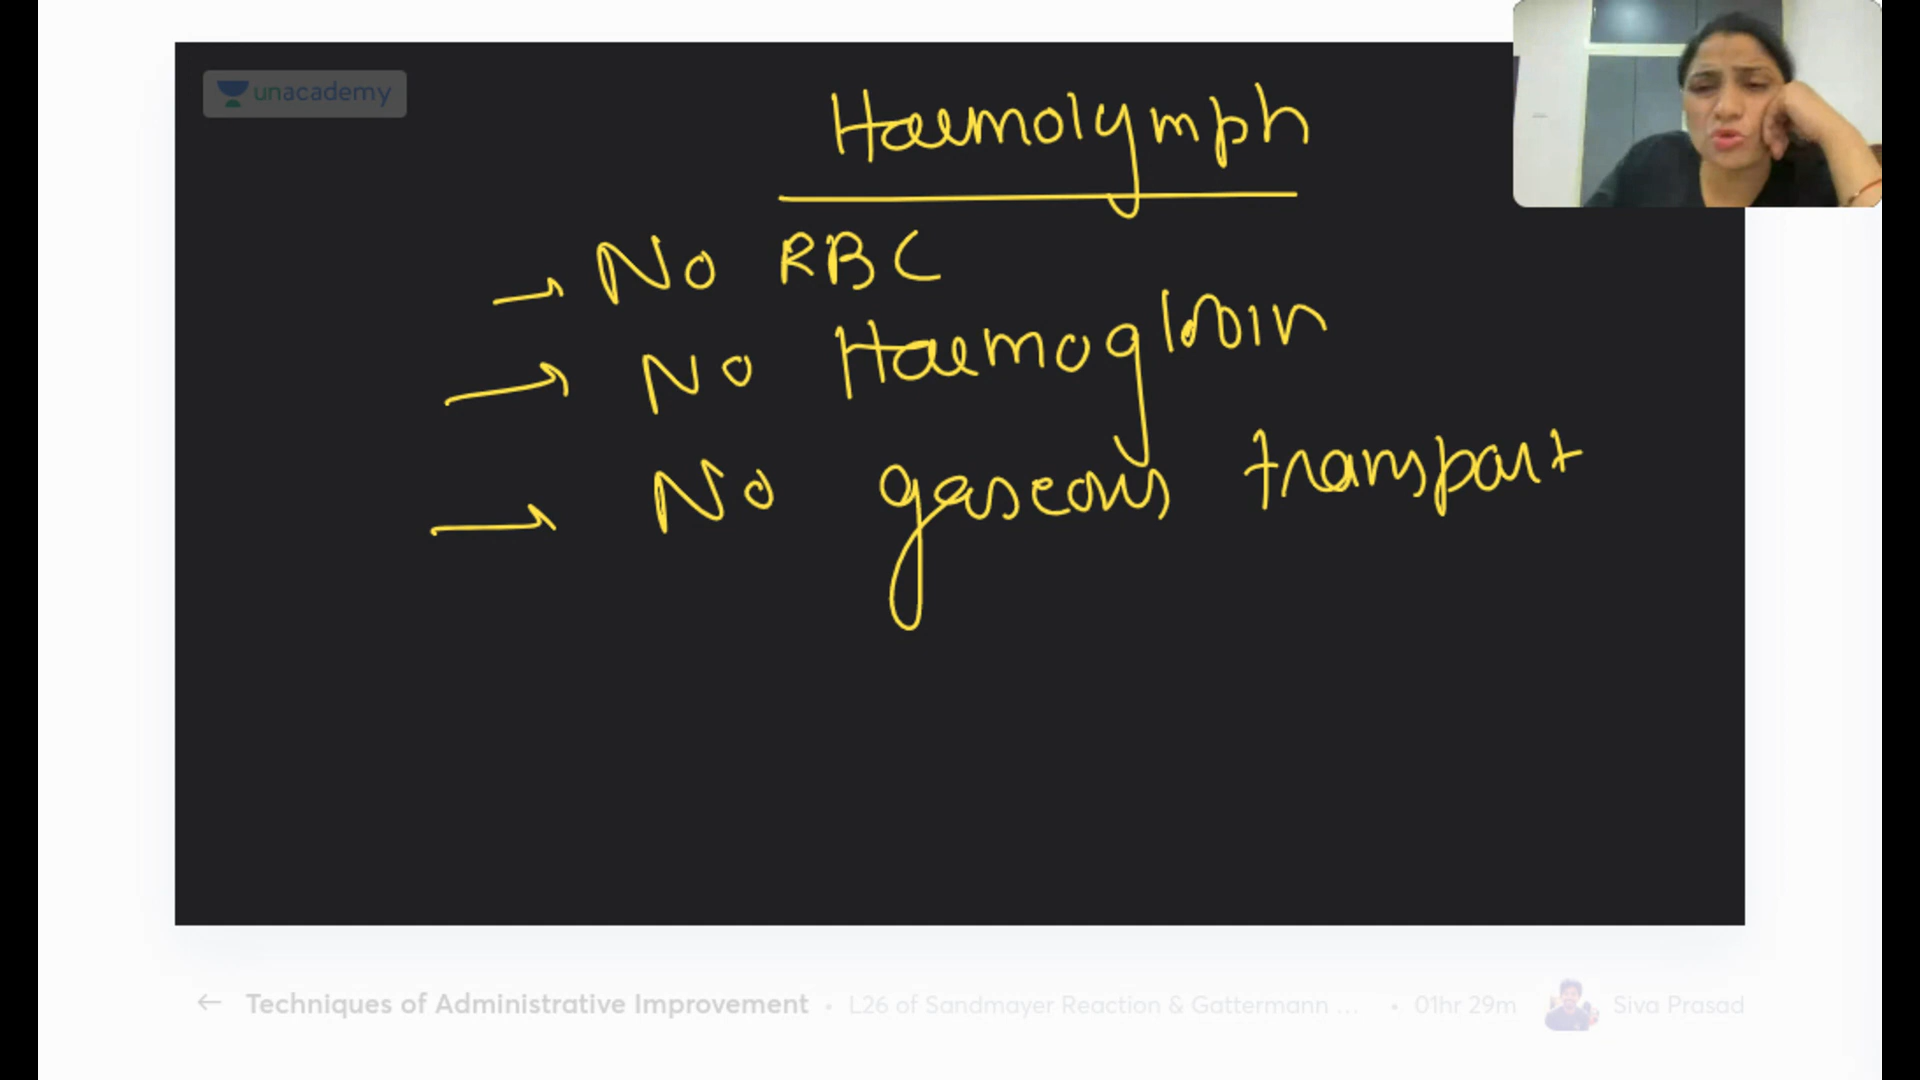 unacademy
Haemolymph
→ No RBC
→ No Haemoglobin
→ No gaseous transport
← Techniques of Administrative Improvement • L26 of Sandmayer Reaction & Gattermann ... • 01hr 29m Siva Prasad